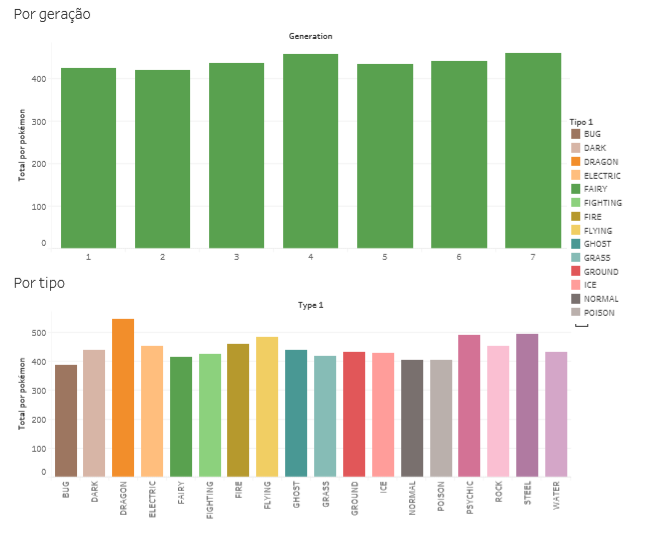 Por geração
Generation
Total por pokémon
400
300
200
100
0
1 2 3 4 5 6 7
Tipo 1
BUG
DARK
DRAGON
ELECTRIC
FAIRY
FIGHTING
FIRE
FLYING
GHOST
GRASS
GROUND
ICE
NORMAL
POISON
Por tipo
Type 1
Total por pokémon
500
400
300
200
100
0
BUG
DARK
DRAGON
ELECTRIC
FAIRY
FIGHTING
FIRE
FLYING
GHOST
GRASS
GROUND
ICE
NORMAL
POISON
PSYCHIC
ROCK
STEEL
WATER